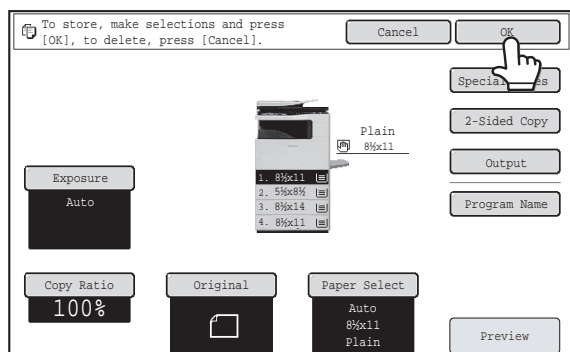 To store, make selections and press
[OK], to delete, press [Cancel].
Cancel
OK
Special
2-Sided Copy
Output
Program Name
Plain
8½x11
1. 8½x11
2. 5½x8½
3. 8½x14
4. 8½x11
Exposure
Auto
Copy Ratio
100%
Original
Paper Select
Auto
8½x11
Plain
Preview